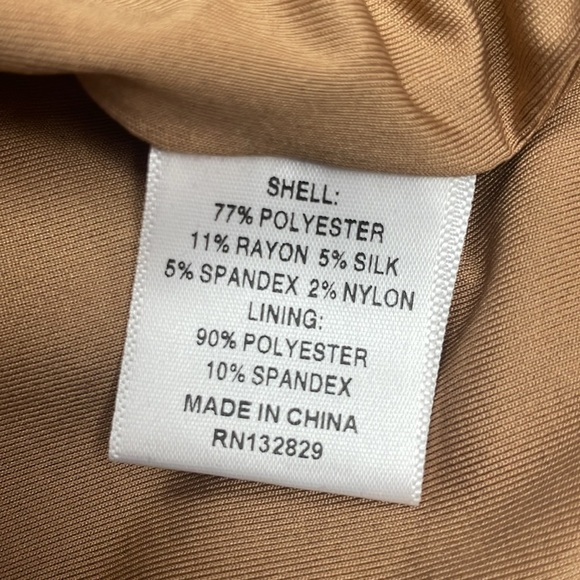 SHELL:
77% POLYESTER
11% RAYON 5% SILK
5% SPANDEX 2% NYLON
LINING:
90% POLYESTER
10% SPANDEX
MADE IN CHINA
RN132829